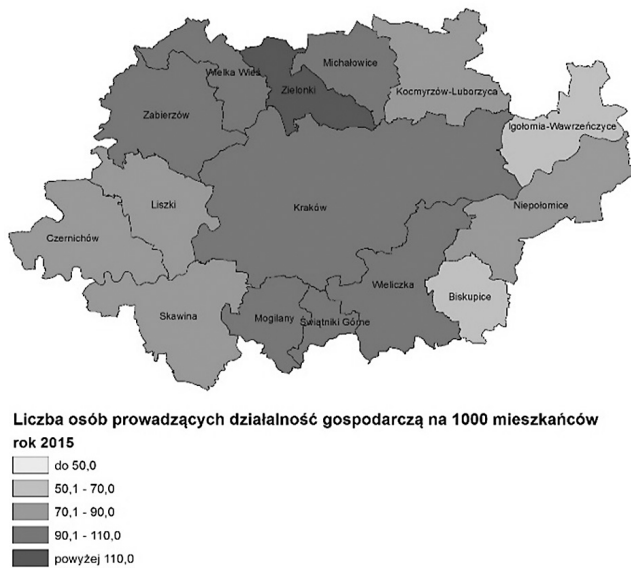 Michałowice
Wielka Wieś
Zielonki
Kocmyrzów-Luborzyca
Zabierzów
Igołomia-Wawrzeńczyce
Liszki
Kraków
Niepołomice
Czernichów
Wieliczka
Biskupice
Skawina
Mogilany
Świątniki Górne
Liczba osób prowadzących działalność gospodarczą na 1000 mieszkańców
rok 2015
do 50,0
50,1 - 70,0
70,1 - 90,0
90,1 - 110,0
powyżej 110,0